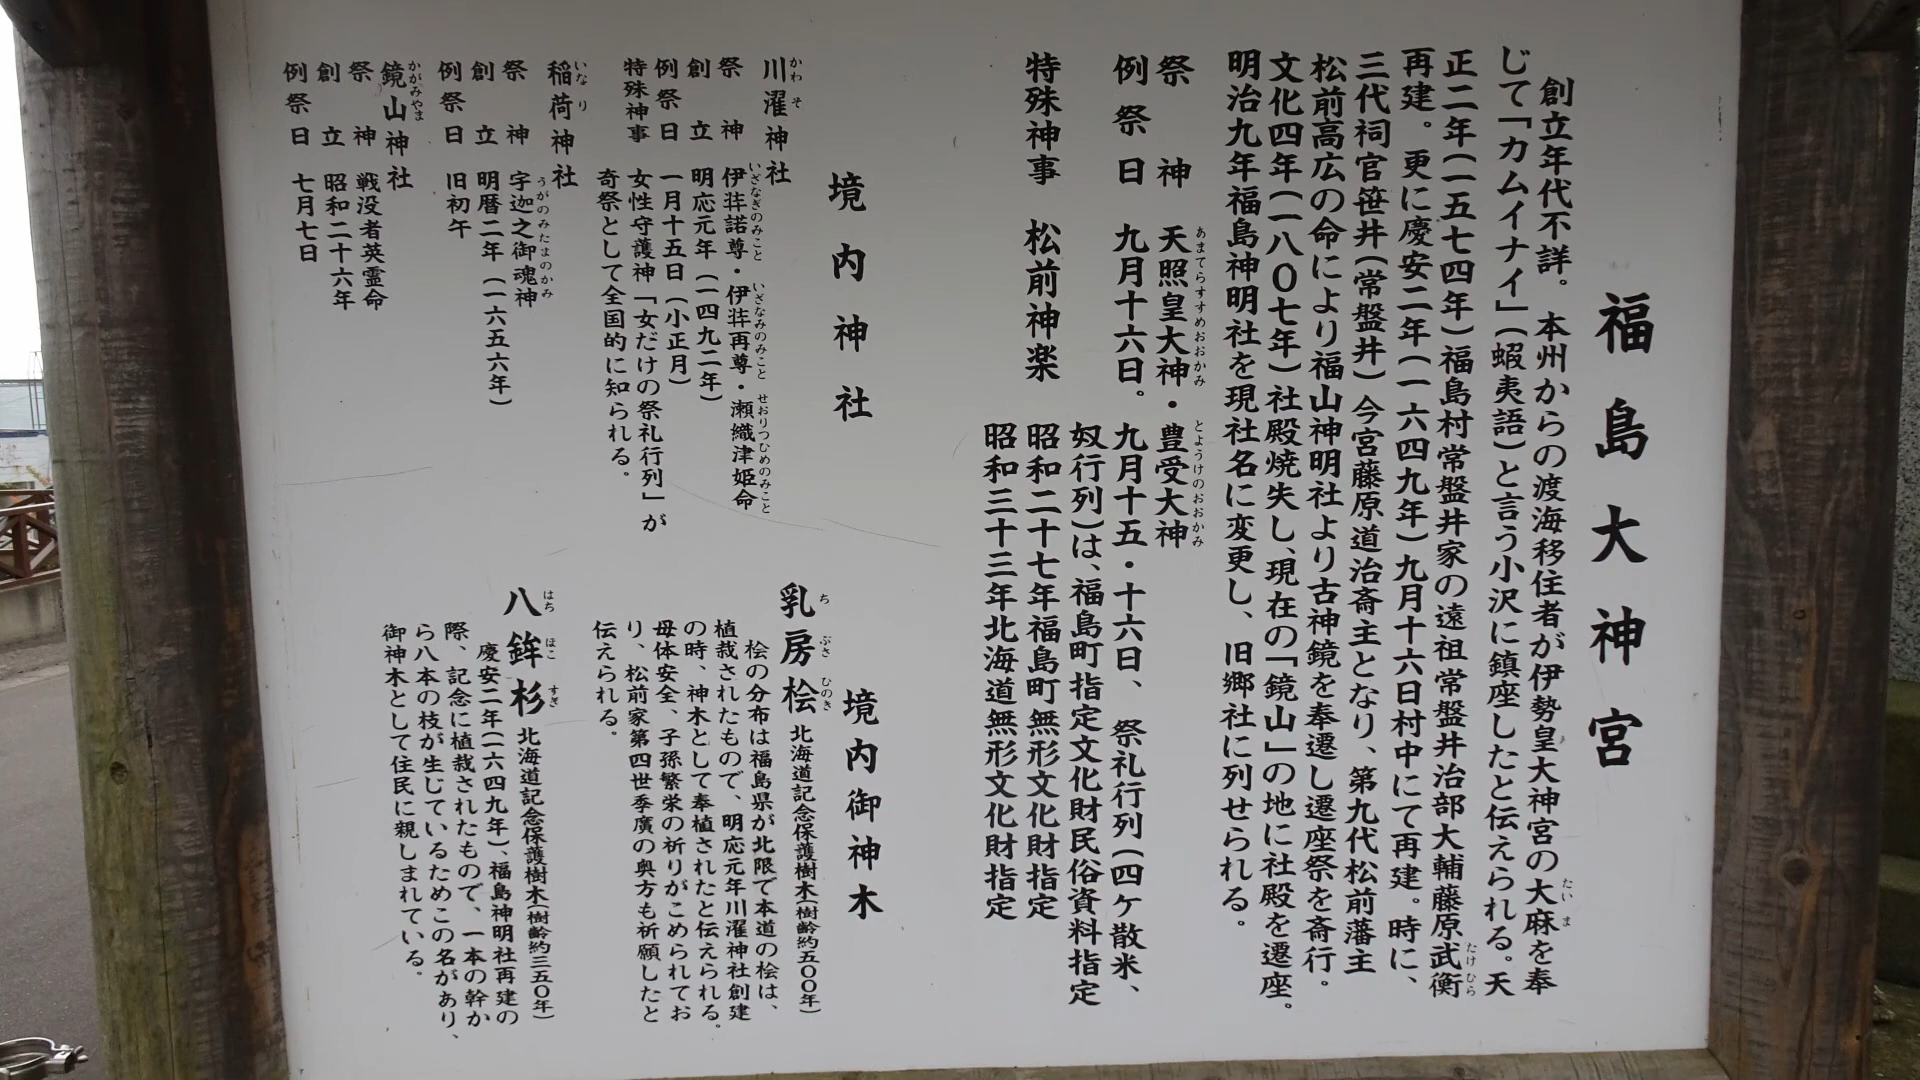 福島大神宮
創立年代不詳。本州からの渡海移住者が伊勢皇大神宮の大麻を奉
じて「カムイナイ」(蝦夷語)と言う小沢に鎮座したと伝えられる。天
正二年(一五七四年)福島村常盤井家の遠祖常盤井治部大輔藤原武衡
再建。更に慶安二年(一六四九年)九月十六日村中にて再建。時に、
三代祠官笹井(常盤井)今宮藤原道治斎主となり、第九代松前藩主
松前高広の命により福山神明社より古神鏡を奉遷し遷座祭を斎行。
文化四年(一八〇七年)社殿焼失し、現在の「鏡山」の地に社殿を遷座。
明治九年福島神明社を現社名に変更し、旧郷社に列せられる。
祭神 天照皇大神・豊受大神
例祭日 九月十六日。九月十五・十六日、祭礼行列(四ケ散米、
奴行列)は、福島町指定文化財民俗資料指定
特殊神事 松前神楽 昭和二十七年福島町無形文化財指定
昭和三十三年北海道無形文化財指定
境内神社
川濯神社
祭神 伊弉諾尊・伊弉再尊・瀬織津姫命
創立 明応元年(一四九二年)
例祭日 一月十五日(小正月)
特殊神事 女性守護神「女だけの祭礼行列」が
奇祭として全国的に知られる。
稲荷神社
祭神 宇迦之御魂神
創立 明暦二年(一六五六年)
例祭日 旧初午
鏡山神社
祭神 戦没者英霊命
創立 昭和二十六年
例祭日 七月七日
境内御神木
乳房桧 北海道記念保護樹木(樹齢約五〇〇年)
桧の分布は福島県が北限で本道の桧は、
植裁されたもので、明応元年川濯神社創建
の時、神木として奉植されたと伝えられる。
母体安全、子孫繁栄の祈りがこめられてお
り、松前家第四世季廣の奥方も祈願したと
伝えられる。
八鉾杉 北海道記念保護樹木(樹齢約三五〇年)
慶安二年(一六四九年)、福島神明社再建の
際、記念に植裁されたもので、一本の幹か
ら八本の枝が生じているためこの名があり、
御神木として住民に親しまれている。